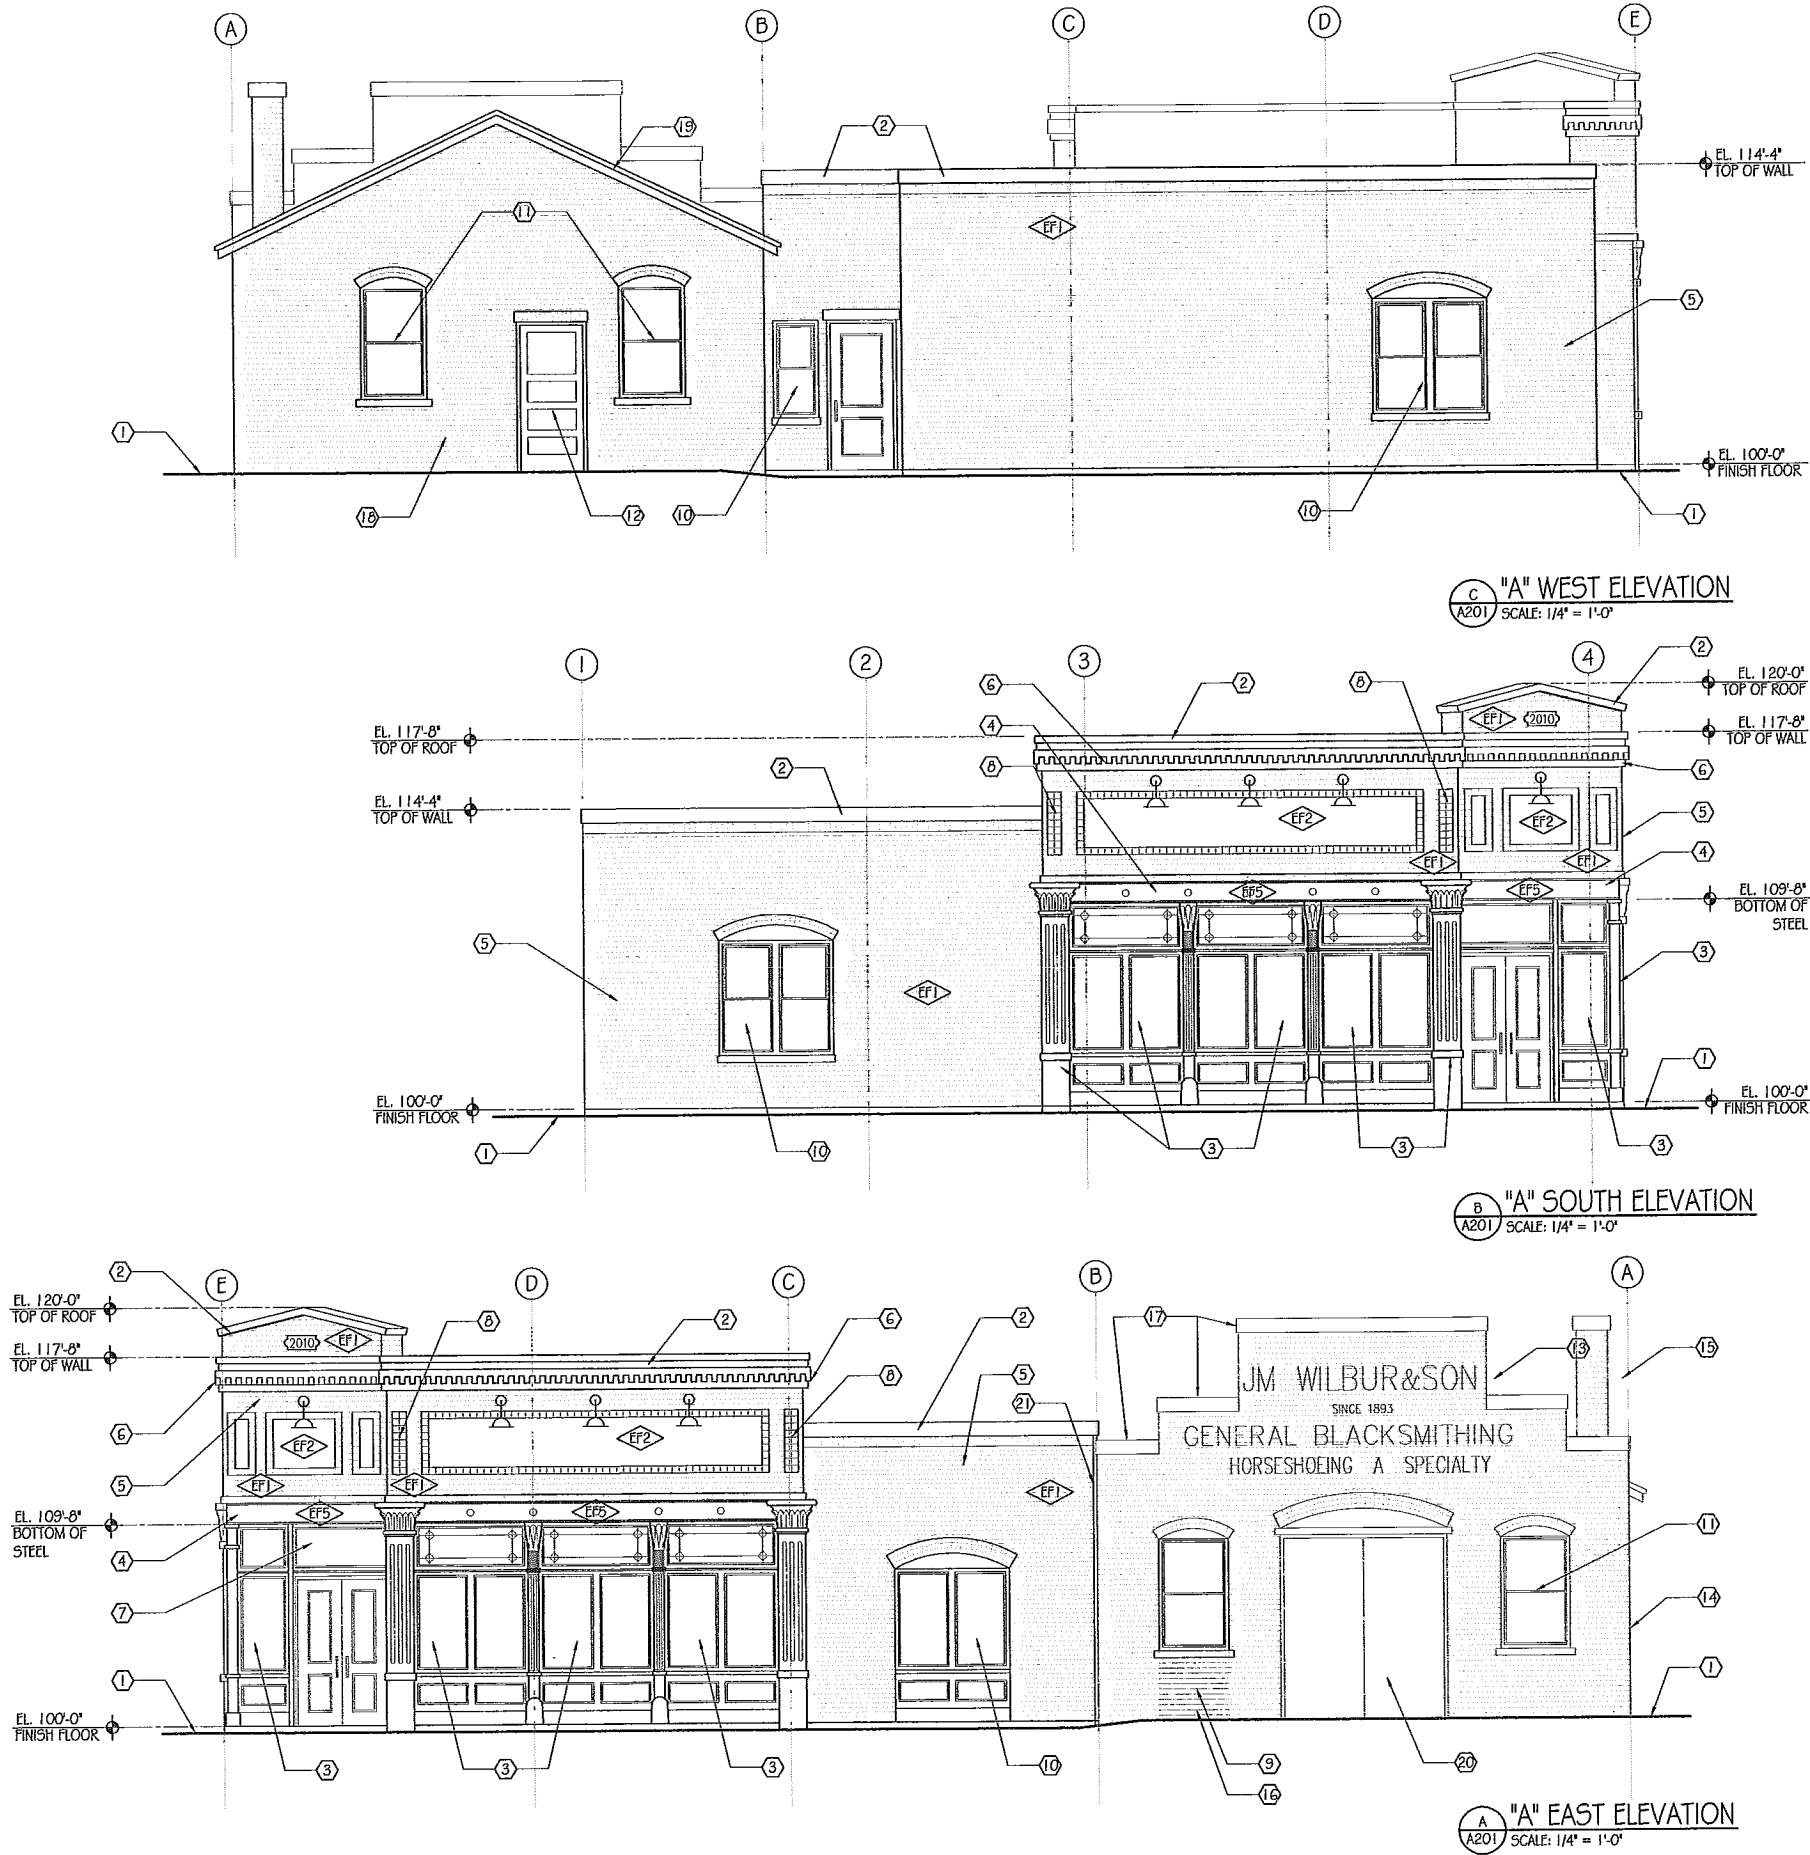 A B C D E
19
2
EL. 114'-4"
TOP OF WALL
11
EF1
5
1
10
EL. 100'-0"
FINISH FLOOR
18 12 10 10 1
C "A" WEST ELEVATION
A201 SCALE: 1/4" = 1'-0"
1 2 3 4
2
6 2 8
EL. 120'-0"
TOP OF ROOF
EF1 2010
4
EL. 117'-8"
TOP OF ROOF
EL. 117'-8"
TOP OF WALL
2 8 6
EL. 114'-4"
TOP OF WALL
EF2 EF2 5
EF1 EF1 4
EF5 EF5
EL. 109'-8"
BOTTOM OF
STEEL
5 3
EF1
1
EL. 100'-0"
FINISH FLOOR
EL. 100'-0"
FINISH FLOOR
1 10 3 3 3
B "A" SOUTH ELEVATION
A201 SCALE: 1/4" = 1'-0"
2 E D C B A
EL. 120'-0"
TOP OF ROOF
8 2 6 2 17
2010 EF1
EL. 117'-8"
TOP OF WALL
13 15
5 8
JM WILBUR&SON
SINCE 1893
21
6 EF2 EF2
GENERAL BLACKSMITHING
HORSESHOEING A SPECIALTY
5 EF1 EF1 EF1
EF5 EF5
EL. 109'-8"
BOTTOM OF
STEEL
11
4
7 14
1 1
EL. 100'-0"
FINISH FLOOR
3 3 3 10 9 20
16
A "A" EAST ELEVATION
A201 SCALE: 1/4" = 1'-0"